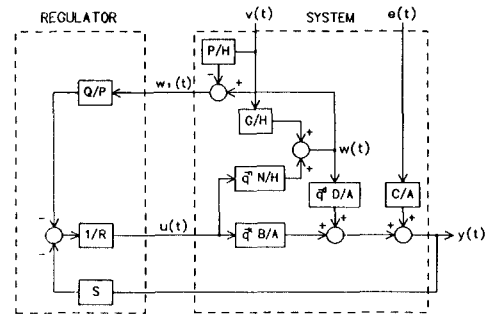 REGULATOR
v(t)
SYSTEM
e(t)
P/H
Q/P
w₁(t)
-
+
G/H
+
+
w(t)
N/H
D/A
C/A
-
-
1/R
u(t)
B/A
+
+
+
+
y(t)
S